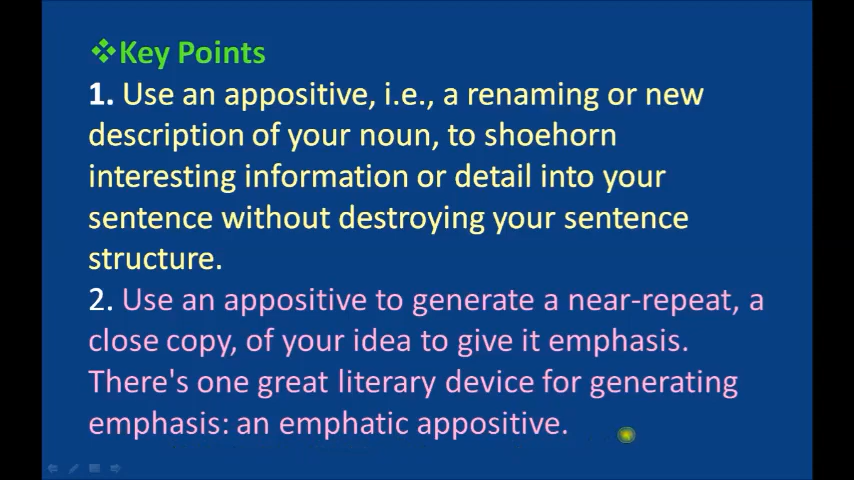 ❖Key Points
1. Use an appositive, i.e., a renaming or new
description of your noun, to shoehorn
interesting information or detail into your
sentence without destroying your sentence
structure.
2. Use an appositive to generate a near-repeat, a
close copy, of your idea to give it emphasis.
There's one great literary device for generating
emphasis: an emphatic appositive.